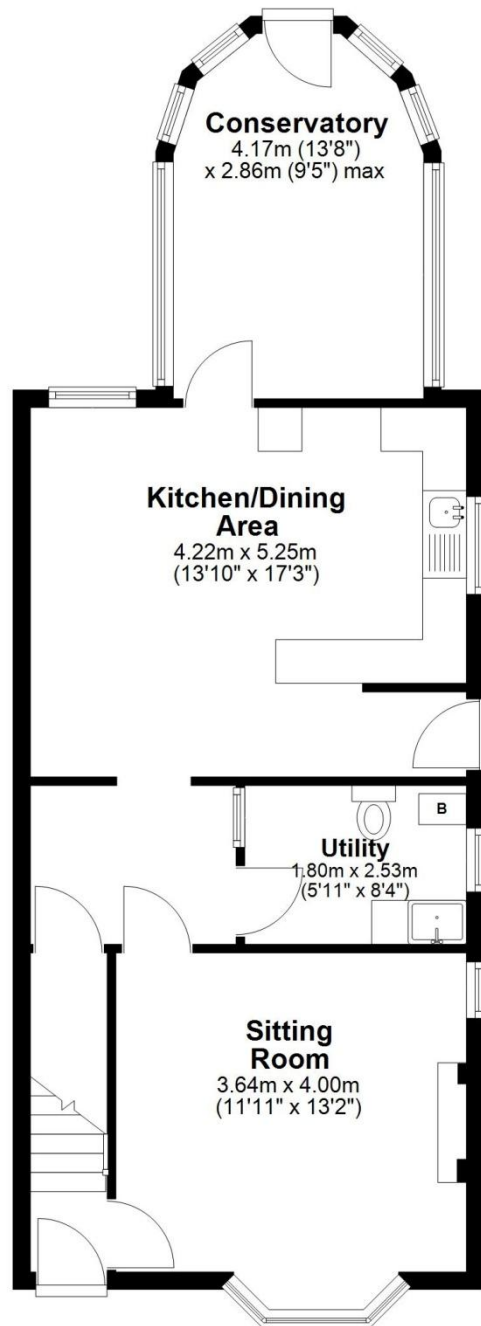 Conservatory
4.17m (13'8")
x 2.86m (9'5") max
Kitchen/Dining
Area
4.22m x 5.25m
(13'10" x 17'3")
B
Utility
1.80m x 2.53m
(5'11" x 8'4")
Sitting
Room
3.64m x 4.00m
(11'11" x 13'2")